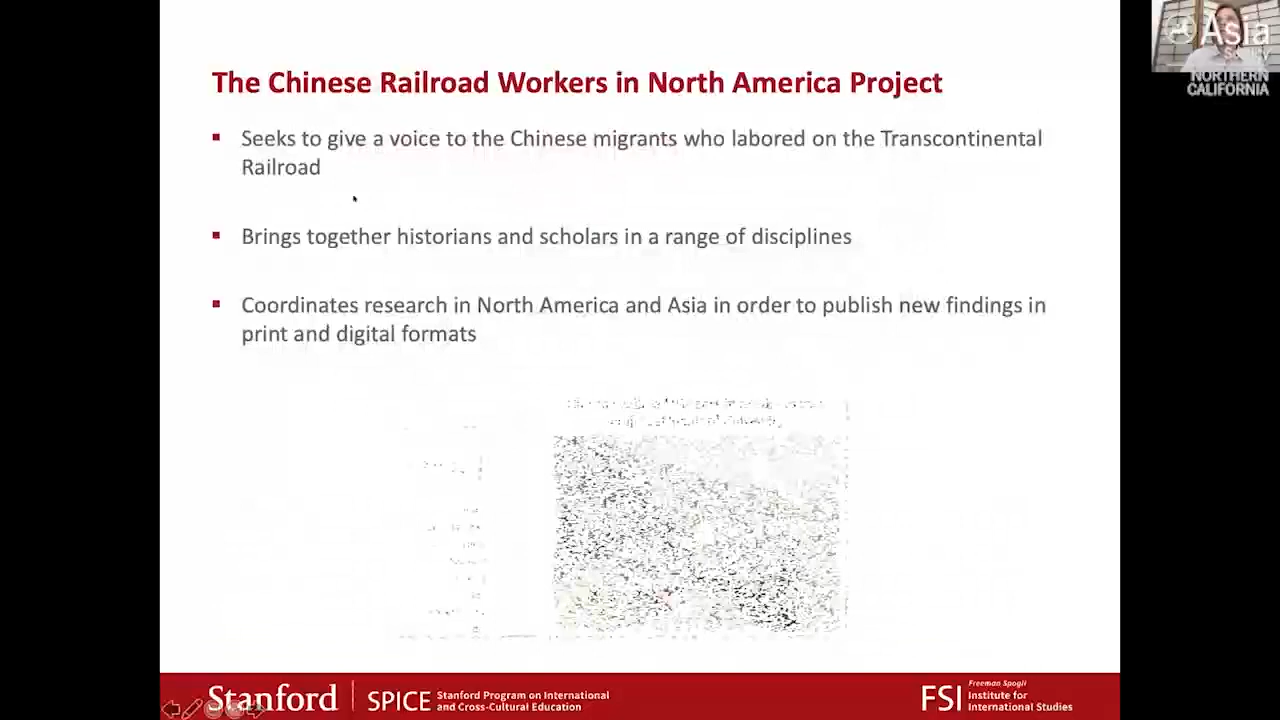 The Chinese Railroad Workers in North America Project
▪ Seeks to give a voice to the Chinese migrants who labored on the Transcontinental
Railroad
▪ Brings together historians and scholars in a range of disciplines
▪ Coordinates research in North America and Asia in order to publish new findings in
print and digital formats
Asia
NORTHERN
CALIFORNIA
Stanford
SPICE
Stanford Program on International
and Cross-Cultural Education
FSI
Freeman Spogli
Institute for
International Studies